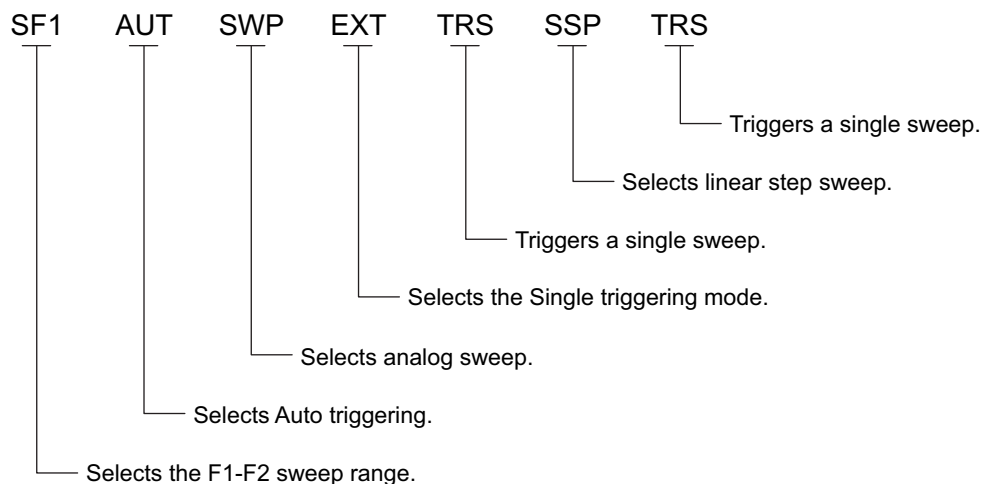 SF1 AUT SWP EXT TRS SSP TRS
Triggers a single sweep.
Selects linear step sweep.
Triggers a single sweep.
Selects the Single triggering mode.
Selects analog sweep.
Selects Auto triggering.
Selects the F1-F2 sweep range.